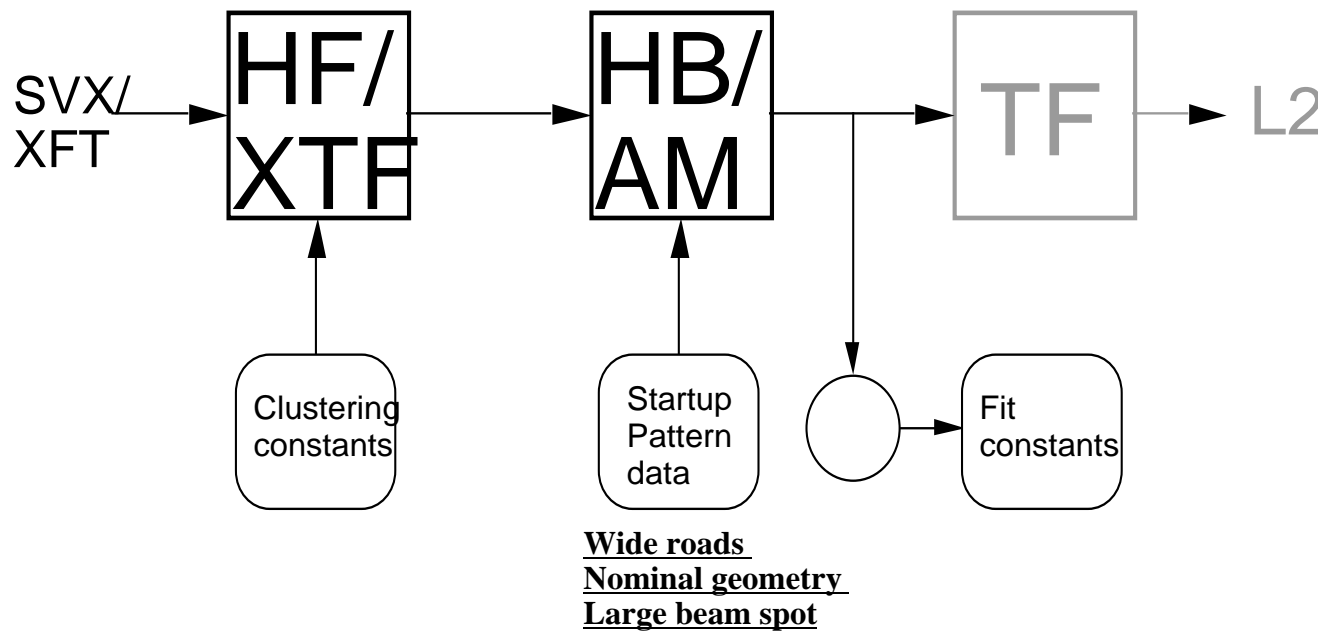 SVX/
XFT
HF/
XTF
HB/
AM
TF
L2
Clustering
constants
Startup
Pattern
data
Fit
constants
Wide roads
Nominal geometry
Large beam spot